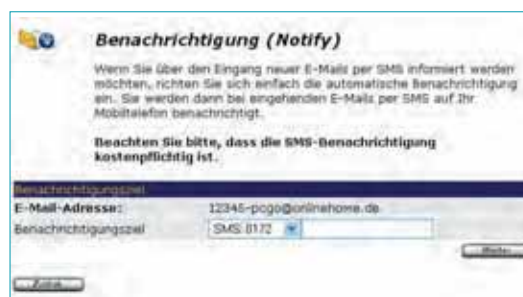 Benachrichtigung (Notify)
Wenn Sie über den Eingang neuer E-Mails per SMS informiert werden
möchten, richten Sie sich einfach die automatische Benachrichtigung
ein. Sie werden dann bei eingehenden E-Mails per SMS auf Ihr
Mobiltelefon benachrichtigt.
Beachten Sie bitte, dass die SMS-Benachrichtigung
kostenpflichtig ist.
Benachrichtigungsziel
E-Mail-Adresse: 12345-pcgo@onlinehome.de
Benachrichtigungsziel SMS 0172
Weiter
Zurück